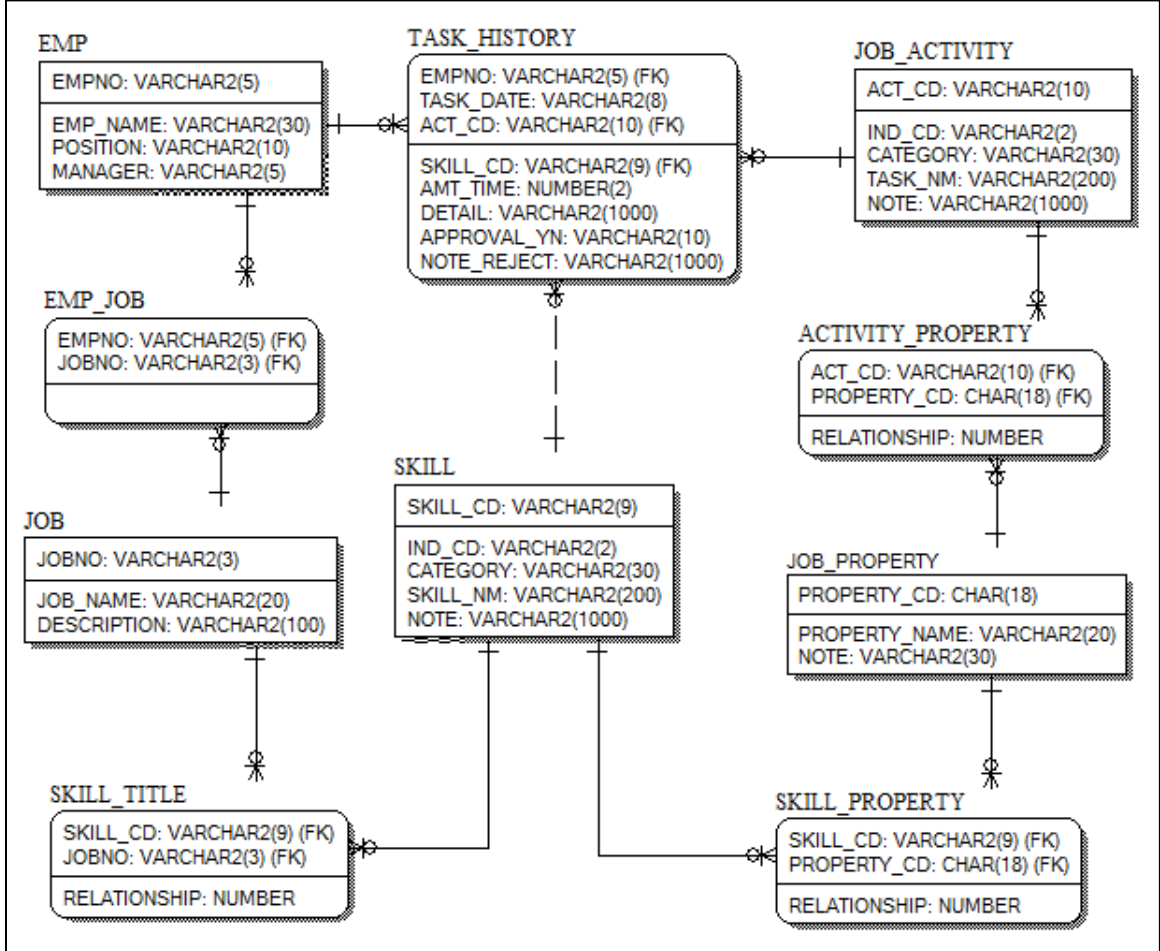 EMP
EMPNO: VARCHAR2(5)
EMP_NAME: VARCHAR2(30)
POSITION: VARCHAR2(10)
MANAGER: VARCHAR2(5)
TASK_HISTORY
EMPNO: VARCHAR2(5) (FK)
TASK_DATE: VARCHAR2(8)
ACT_CD: VARCHAR2(10) (FK)
SKILL_CD: VARCHAR2(9) (FK)
AMT_TIME: NUMBER(2)
DETAIL: VARCHAR2(1000)
APPROVAL_YN: VARCHAR2(10)
NOTE_REJECT: VARCHAR2(1000)
JOB_ACTIVITY
ACT_CD: VARCHAR2(10)
IND_CD: VARCHAR2(2)
CATEGORY: VARCHAR2(30)
TASK_NM: VARCHAR2(200)
NOTE: VARCHAR2(1000)
EMP_JOB
EMPNO: VARCHAR2(5) (FK)
JOBNO: VARCHAR2(3) (FK)
ACTIVITY_PROPERTY
ACT_CD: VARCHAR2(10) (FK)
PROPERTY_CD: CHAR(18) (FK)
RELATIONSHIP: NUMBER
JOB
JOBNO: VARCHAR2(3)
JOB_NAME: VARCHAR2(20)
DESCRIPTION: VARCHAR2(100)
SKILL
SKILL_CD: VARCHAR2(9)
IND_CD: VARCHAR2(2)
CATEGORY: VARCHAR2(30)
SKILL_NM: VARCHAR2(200)
NOTE: VARCHAR2(1000)
JOB_PROPERTY
PROPERTY_CD: CHAR(18)
PROPERTY_NAME: VARCHAR2(20)
NOTE: VARCHAR2(30)
SKILL_TITLE
SKILL_CD: VARCHAR2(9) (FK)
JOBNO: VARCHAR2(3) (FK)
RELATIONSHIP: NUMBER
SKILL_PROPERTY
SKILL_CD: VARCHAR2(9) (FK)
PROPERTY_CD: CHAR(18) (FK)
RELATIONSHIP: NUMBER